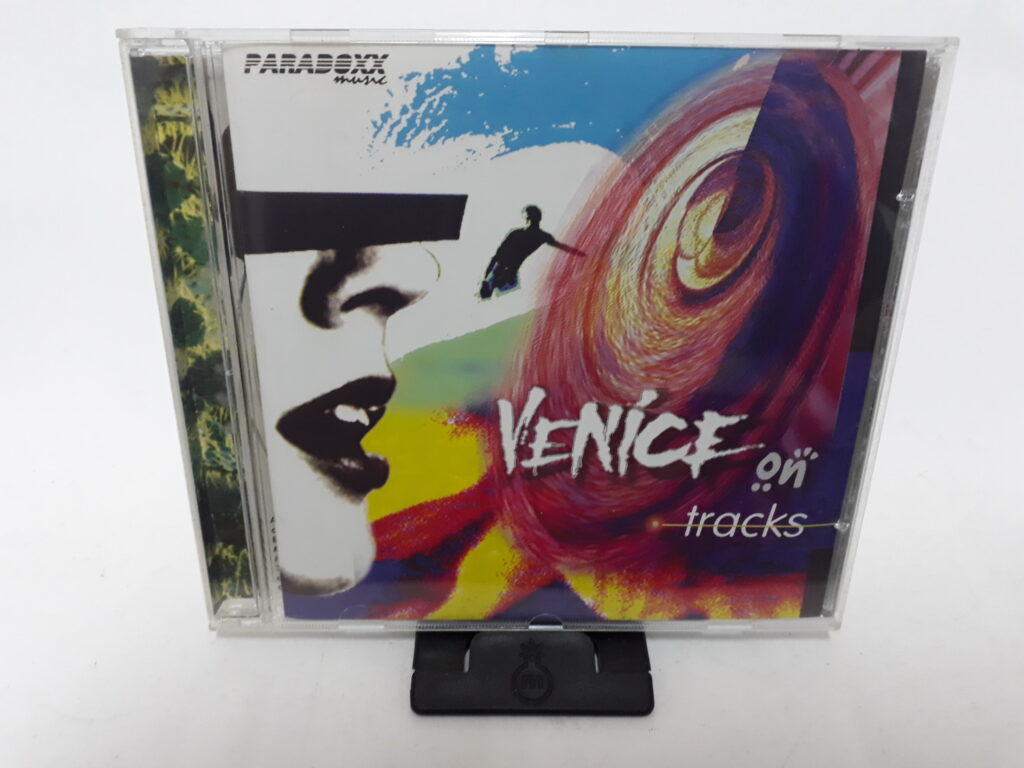 PARADOXX
music
VENICE
on
tracks
m